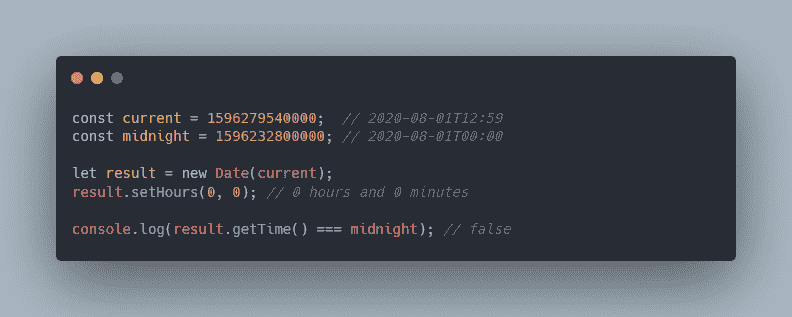 const current = 1596279540000;  // 2020-08-01T12:59
const midnight = 1596232800000; // 2020-08-01T00:00
let result = new Date(current);
result.setHours(0, 0); // 0 hours and 0 minutes
console.log(result.getTime() === midnight); // false